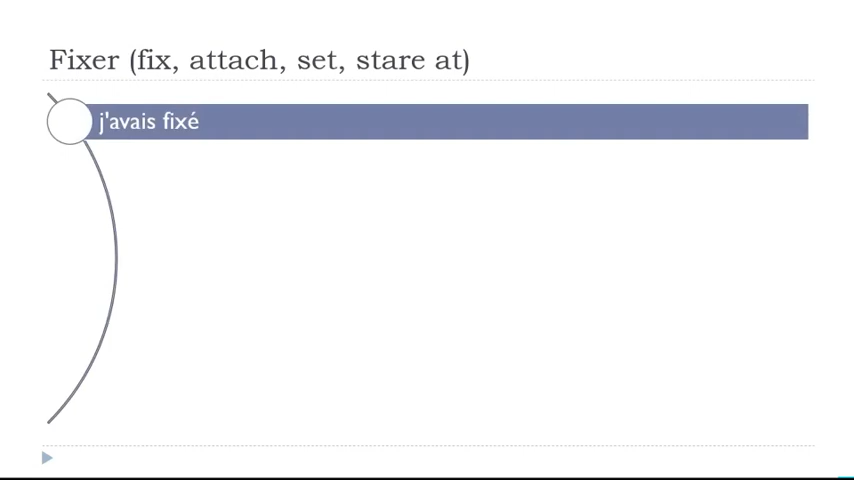 Fixer (fix, attach, set, stare at)
j'avais fixé